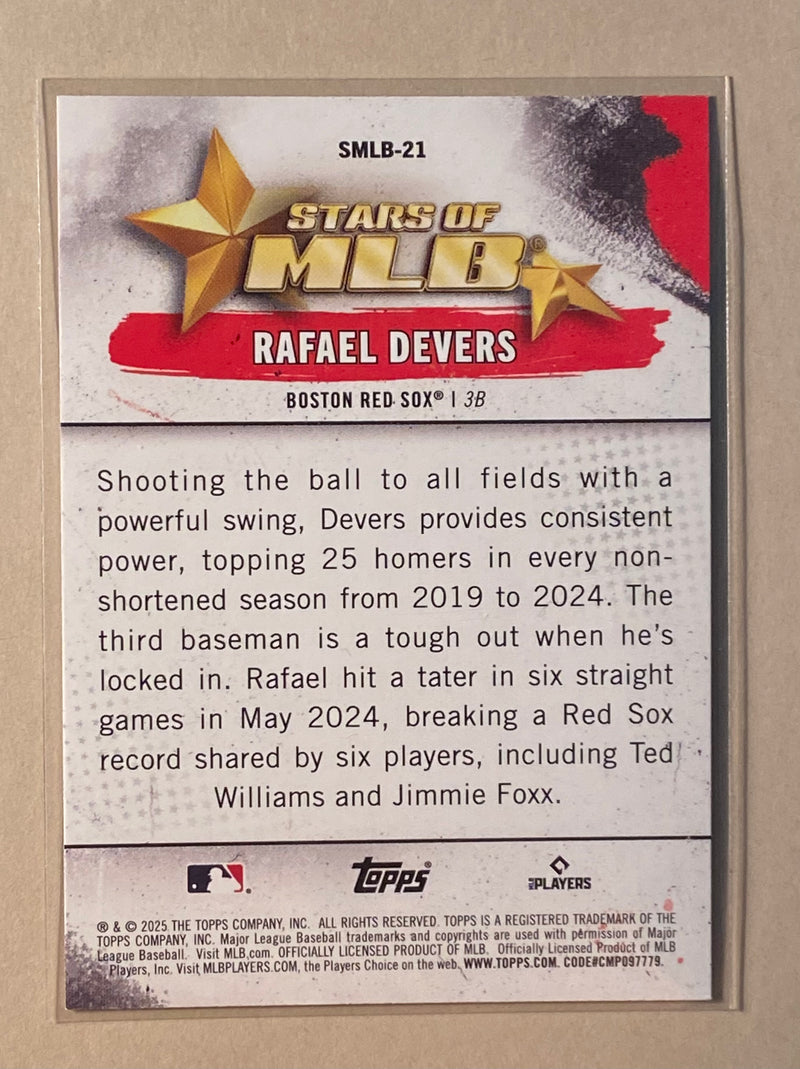 SMLB-21
STARS OF
MLB®
RAFAEL DEVERS
BOSTON RED SOX® | 3B
Shooting the ball to all fields with a
powerful swing, Devers provides consistent
power, topping 25 homers in every non-
shortened season from 2019 to 2024. The
third baseman is a tough out when he's
locked in. Rafael hit a tater in six straight
games in May 2024, breaking a Red Sox
record shared by six players, including Ted
Williams and Jimmie Foxx.
Topps®
MLB PLAYERS
® & © 2025 THE TOPPS COMPANY, INC. ALL RIGHTS RESERVED. TOPPS IS A REGISTERED TRADEMARK OF THE
TOPPS COMPANY, INC. Major League Baseball trademarks and copyrights are used with permission of Major
League Baseball. Visit MLB.com. OFFICIALLY LICENSED PRODUCT OF MLB. Officially Licensed Product of MLB
Players, Inc. Visit MLBPLAYERS.COM, the Players Choice on the web. WWW.TOPPS.COM. CODE#CMP097779.